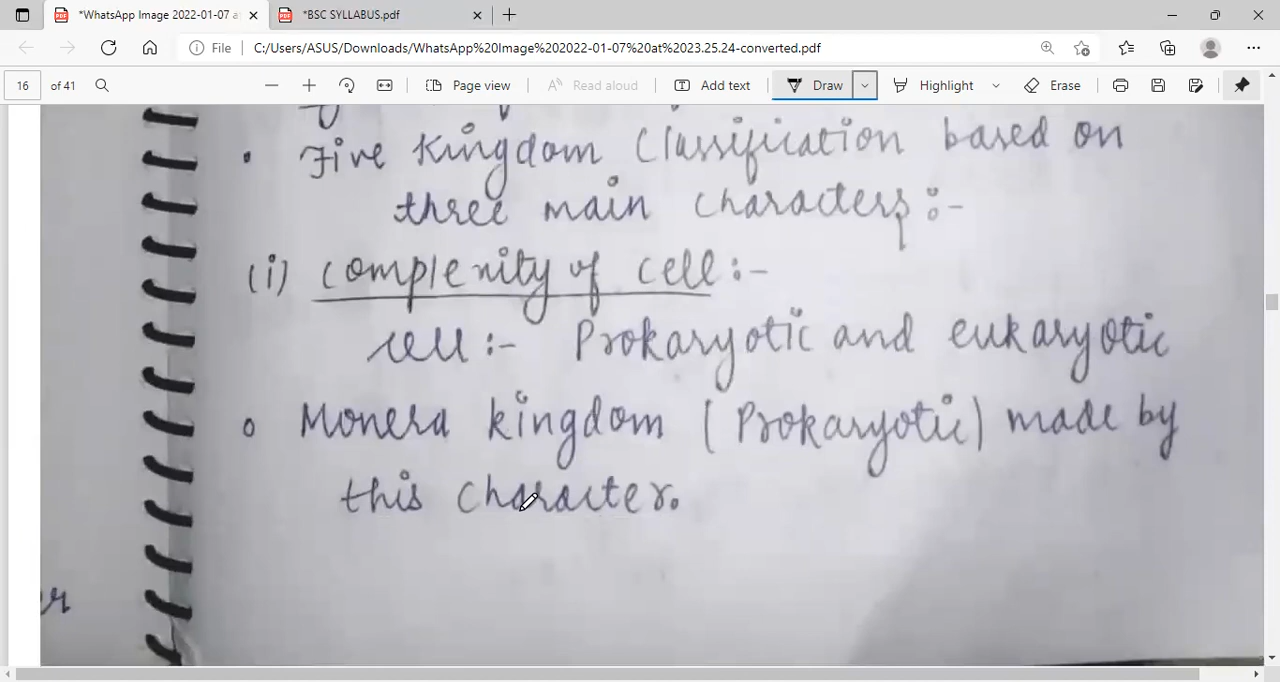 *WhatsApp Image 2022-01-07 a
*BSC SYLLABUS.pdf
File C:/Users/ASUS/Downloads/WhatsApp%20Image%202022-01-07%20at%2023.25.24-converted.pdf
16 of 41 Page view Read aloud Add text Draw Highlight Erase
• Five Kingdom Classification based on
three main characters :-
(i) Complexity of cell :-
cell :- Prokaryotic and eukaryotic
o Monera kingdom (Prokaryotic) made by
this character.
er